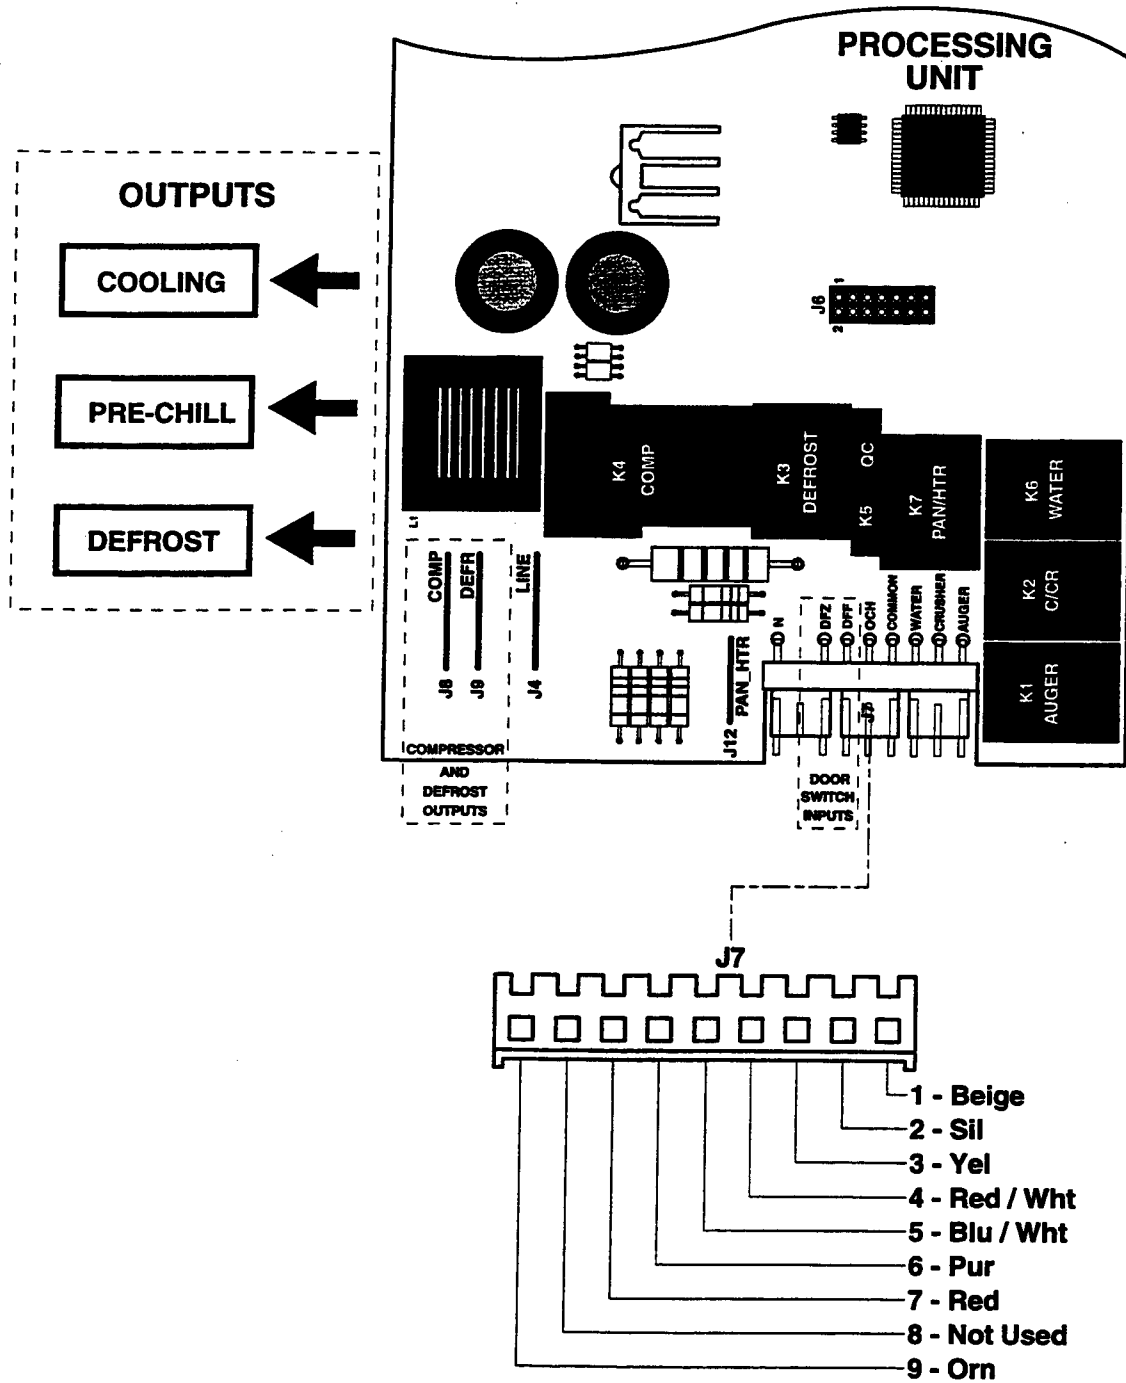 PROCESSING
UNIT
OUTPUTS
COOLING
PRE-CHILL
DEFROST
J6
1
2
L1
K4
COMP
K3
DEFROST
QC
K5
K7
PAN/HTR
K6
WATER
K2
C/CR
K1
AUGER
COMP
J8
DEFR
J9
LINE
J4
PAN_HTR
J12
N
DFZ
DFF
OCH
COMMON
WATER
CRUSHER
AUGER
J7
COMPRESSOR
AND
DEFROST
OUTPUTS
DOOR
SWITCH
INPUTS
J7
1 - Beige
2 - Sil
3 - Yel
4 - Red / Wht
5 - Blu / Wht
6 - Pur
7 - Red
8 - Not Used
9 - Orn